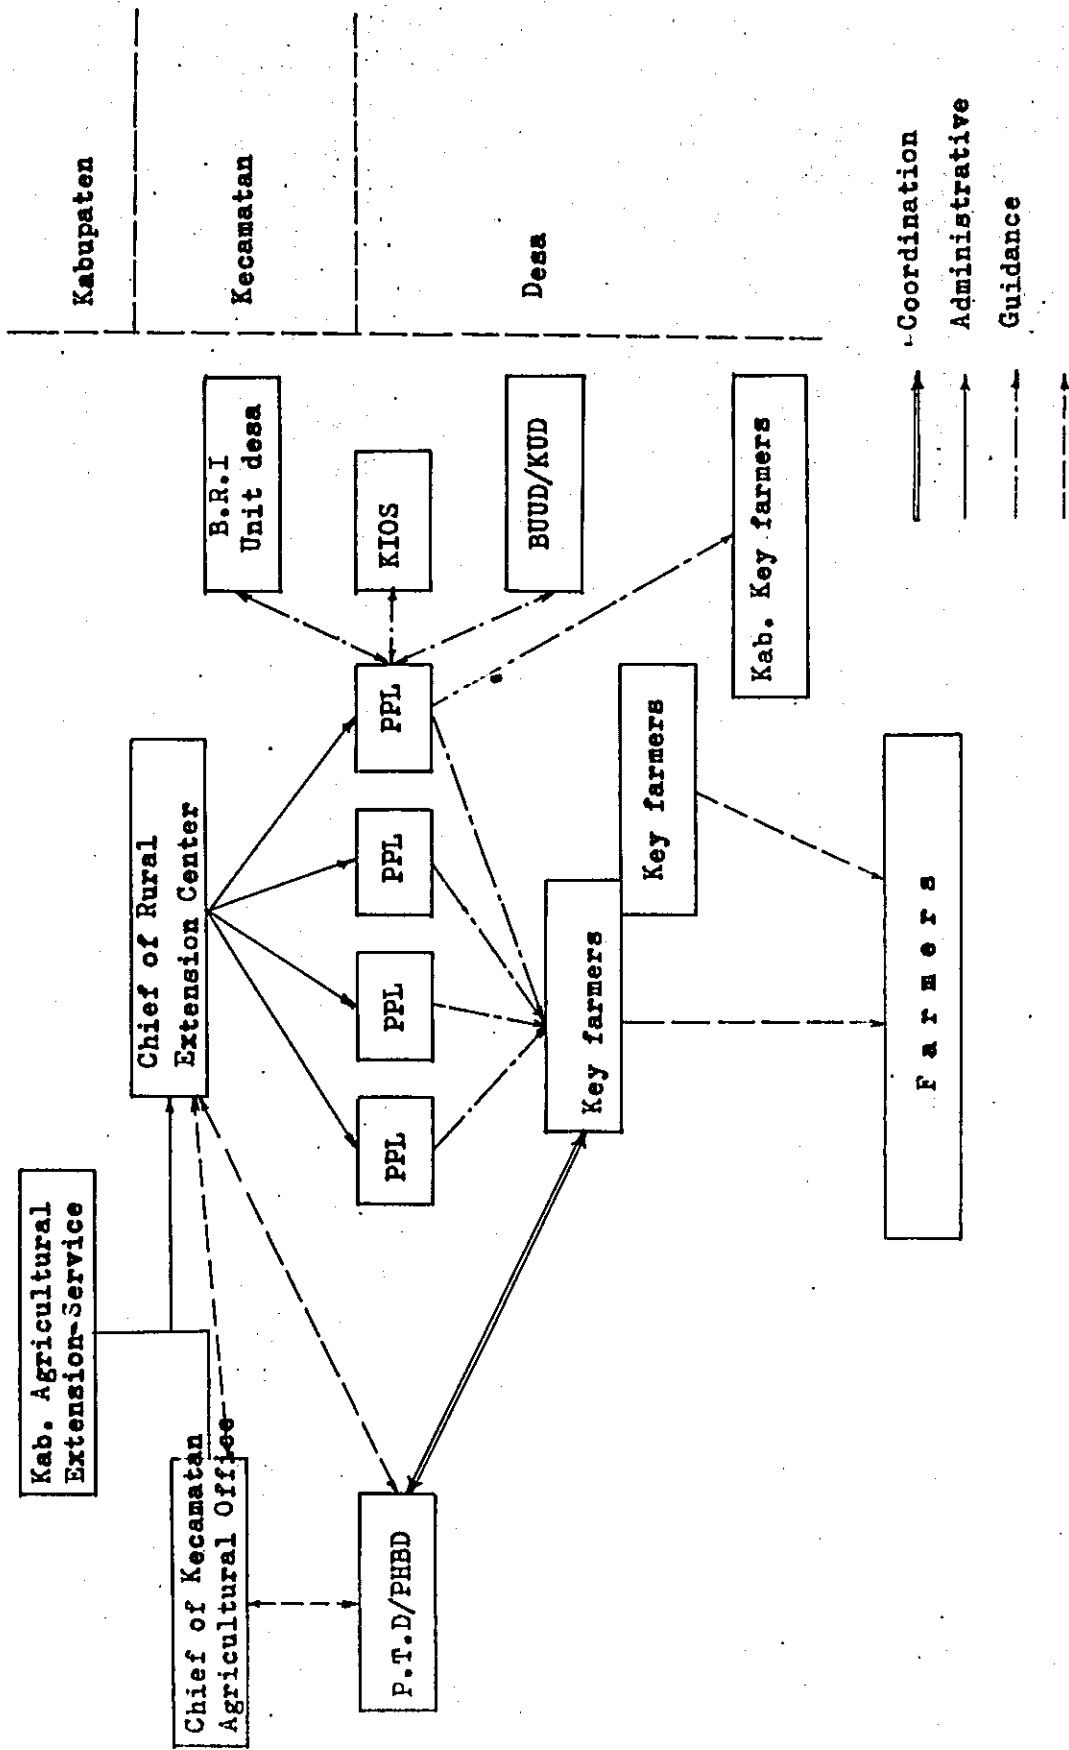 Kabupaten
Kab. Agricultural
Extension-Service
Kecamatan
Chief of Kecamatan
Agricultural Office
Chief of Rural
Extension Center
B.R.I
Unit desa
Desa
P.T.D/PHBD
PPL
PPL
PPL
PPL
KIOS
BUUD/KUD
Key farmers
Key farmers
Kab. Key farmers
Farmers
Coordination
Administrative
Guidance